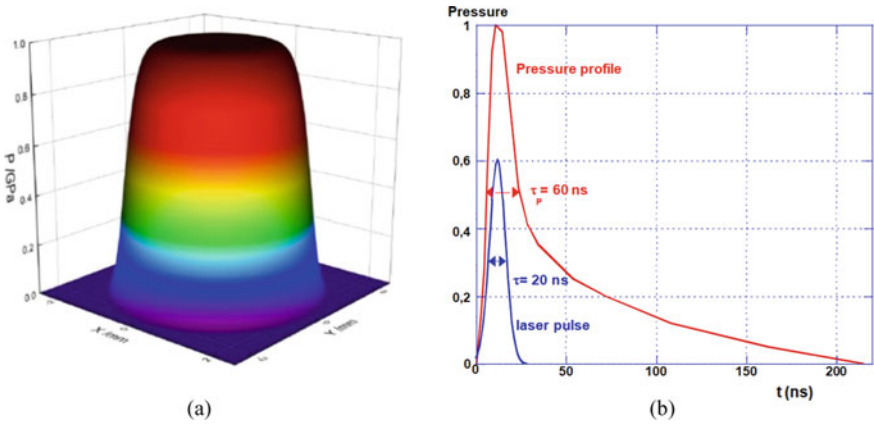 1.0
0.8
0.6
0.4
0.2
0.0
P /GPa
X /mm
Y /mm
0
(a)
Pressure
1
0,8
0,6
0,4
0,2
0
Pressure profile
τp = 60 ns
τ= 20 ns
laser pulse
0
50
100
150
200
t (ns)
(b)